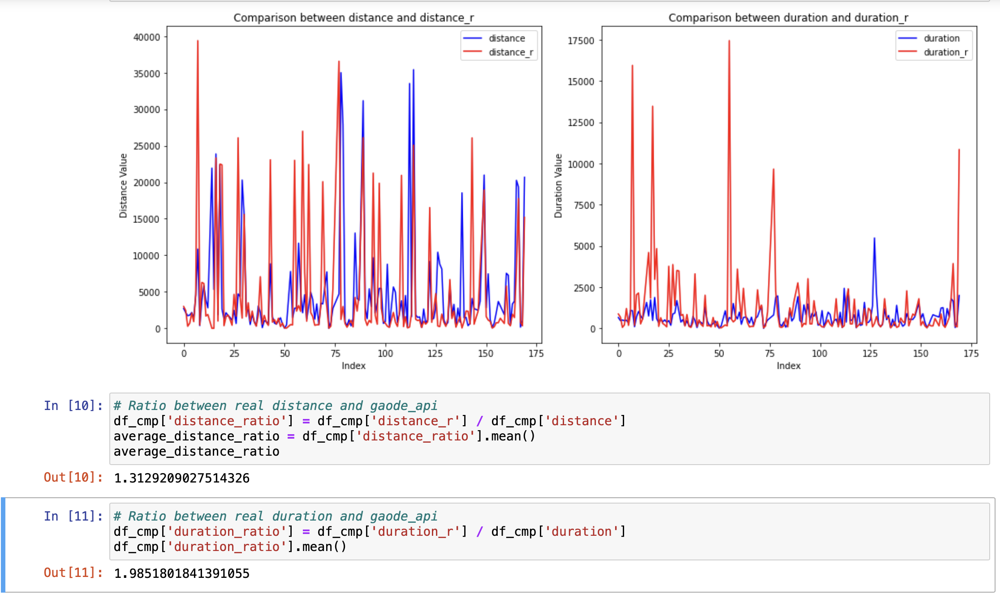 Comparison between distance and distance_r
distance
distance_r
40000
35000
30000
25000
20000
15000
10000
5000
0
Distance Value
0 25 50 75 100 125 150 175
Index
Comparison between duration and duration_r
duration
duration_r
17500
15000
12500
10000
7500
5000
2500
0
Duration Value
0 25 50 75 100 125 150 175
Index
In [10]: # Ratio between real distance and gaode_api
df_cmp['distance_ratio'] = df_cmp['distance_r'] / df_cmp['distance']
average_distance_ratio = df_cmp['distance_ratio'].mean()
average_distance_ratio
Out[10]: 1.3129209027514326
In [11]: # Ratio between real duration and gaode_api
df_cmp['duration_ratio'] = df_cmp['duration_r'] / df_cmp['duration']
df_cmp['duration_ratio'].mean()
Out[11]: 1.9851801841391055